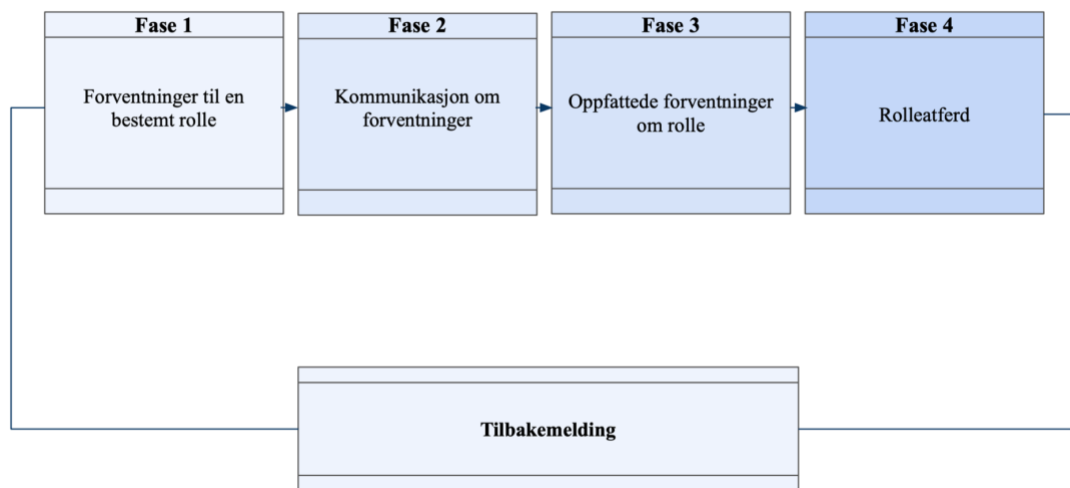 Fase 1
Forventninger til en
bestemt rolle
Fase 2
Kommunikasjon om
forventninger
Fase 3
Oppfattede forventninger
om rolle
Fase 4
Rolleatferd
Tilbakemelding